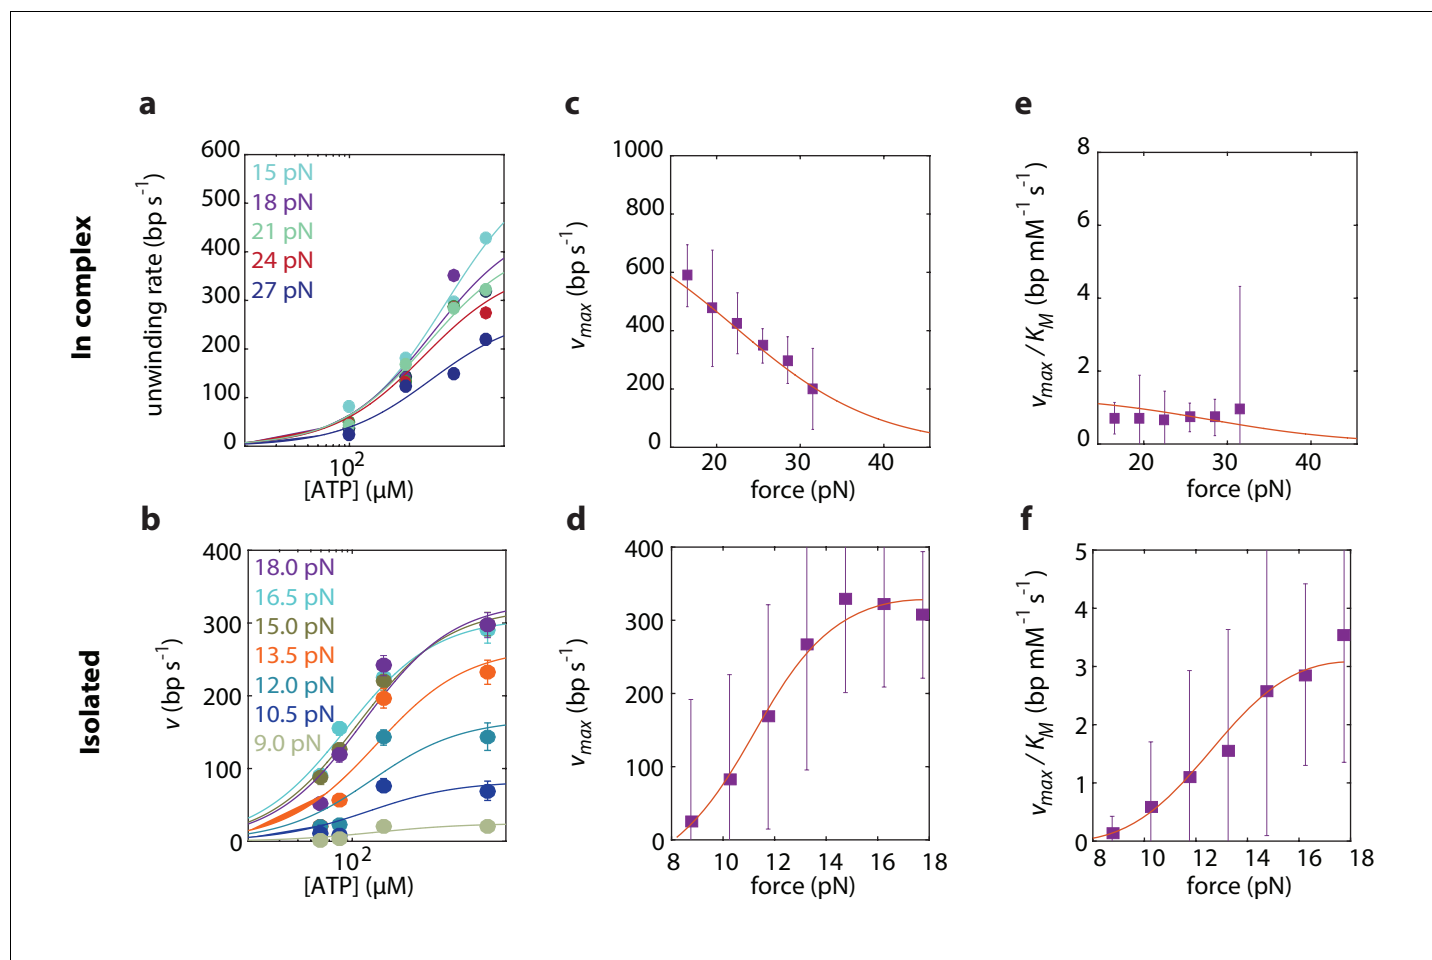 In complex
a
unwinding rate (bp s⁻¹)
600
500
400
300
200
100
0
15 pN
18 pN
21 pN
24 pN
27 pN
10²
[ATP] (µM)
c
v_max (bp s⁻¹)
1000
800
600
400
200
0
20 30 40
force (pN)
e
v_max / K_M (bp mM⁻¹ s⁻¹)
8
6
4
2
0
20 30 40
force (pN)
Isolated
b
v (bp s⁻¹)
400
300
200
100
0
18.0 pN
16.5 pN
15.0 pN
13.5 pN
12.0 pN
10.5 pN
9.0 pN
10²
[ATP] (µM)
d
v_max (bp s⁻¹)
400
300
200
100
0
8 10 12 14 16 18
force (pN)
f
v_max / K_M (bp mM⁻¹ s⁻¹)
5
4
3
2
1
0
8 10 12 14 16 18
force (pN)